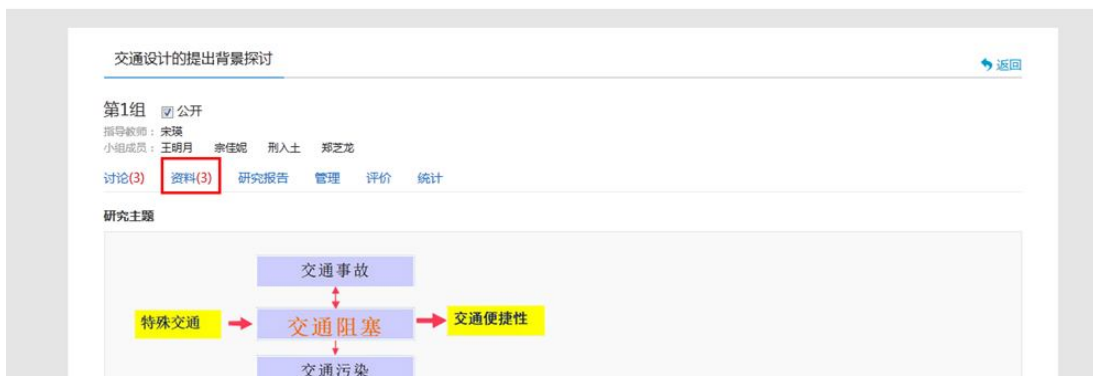 交通设计的提出背景探讨
返回
第1组 公开
指导教师：宋瑛
小组成员：王明月 宗佳妮 刑入土 郑芝龙
讨论(3) 资料(3) 研究报告 管理 评价 统计
研究主题
交通事故
特殊交通 交通阻塞 交通便捷性
交通污染